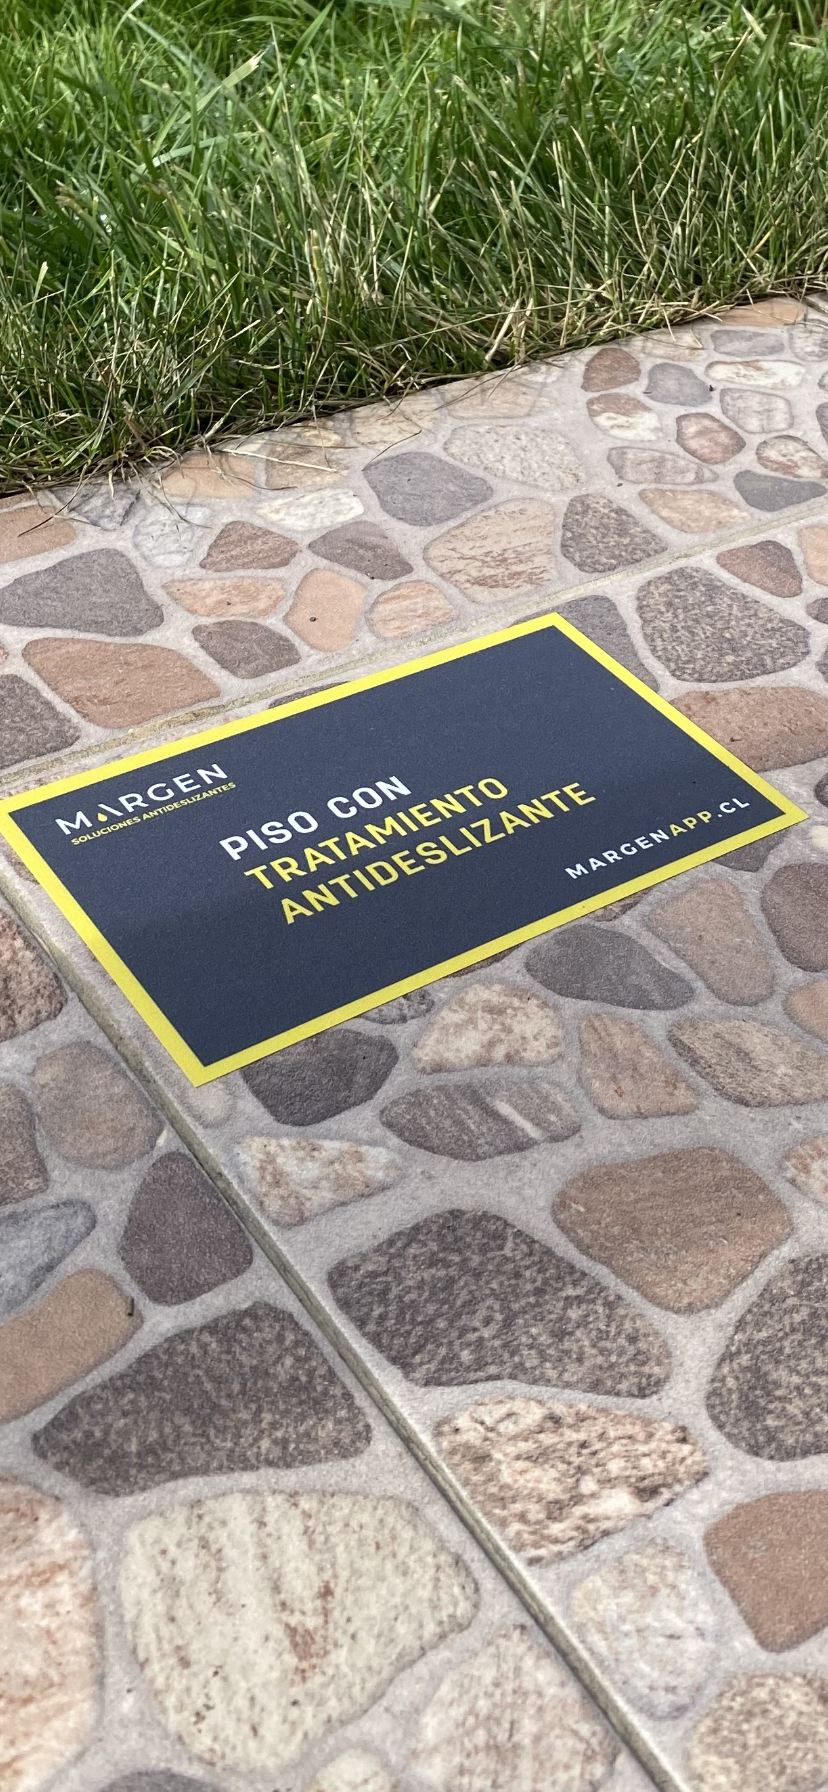 MARGEN
SOLUCIONES ANTIDESLIZANTES
PISO CON
TRATAMIENTO
ANTIDESLIZANTE
MARGENAPP.CL